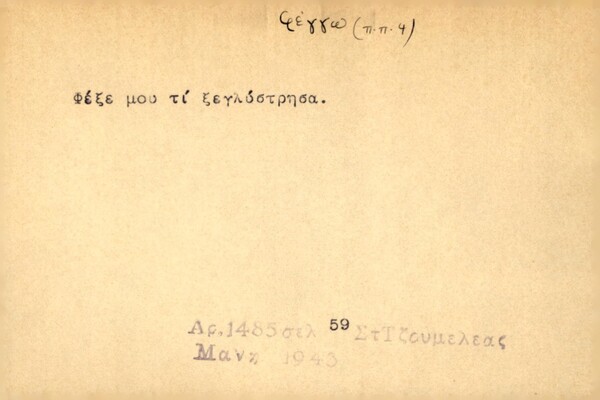 φέγγω (π.π. 4)
Φέξε μου τί ξεγλύστρησα.
Αρ. 1485 σελ 59 ΣτΤζουμελεας
Μανη 1943